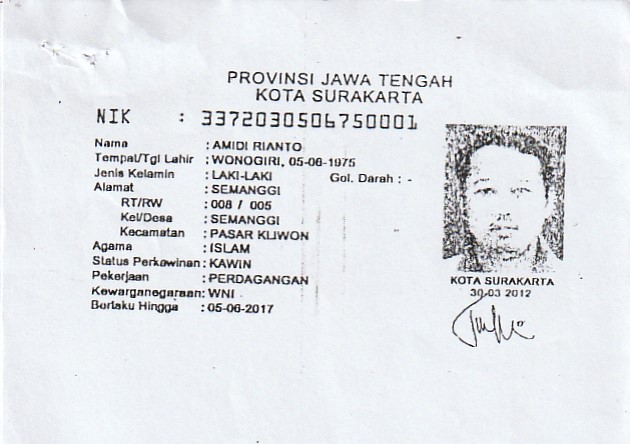 PROVINSI JAWA TENGAH
KOTA SURAKARTA
NIK : 3372030506750001
Nama : AMIDI RIANTO
Tempat/Tgl Lahir : WONOGIRI, 05-06-1975
Jenis Kelamin : LAKI-LAKI Gol. Darah : -
Alamat : SEMANGGI
RT/RW : 008 / 005
Kel/Desa : SEMANGGI
Kecamatan : PASAR KLIWON
Agama : ISLAM
Status Perkawinan: KAWIN
Pekerjaan : PERDAGANGAN
Kewarganegaraan: WNI
Berlaku Hingga : 05-06-2017
KOTA SURAKARTA
30-03-2012